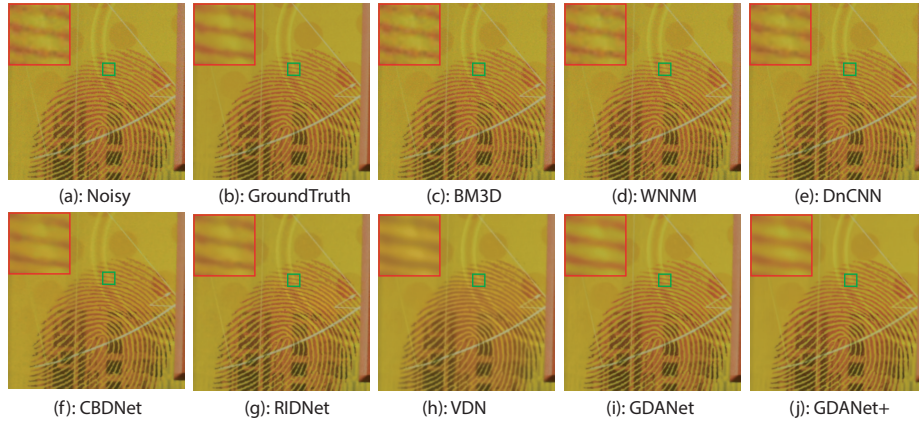 (a): Noisy
(b): GroundTruth
(c): BM3D
(d): WNNM
(e): DnCNN
(f): CBDNet
(g): RIDNet
(h): VDN
(i): GDANet
(j): GDANet+